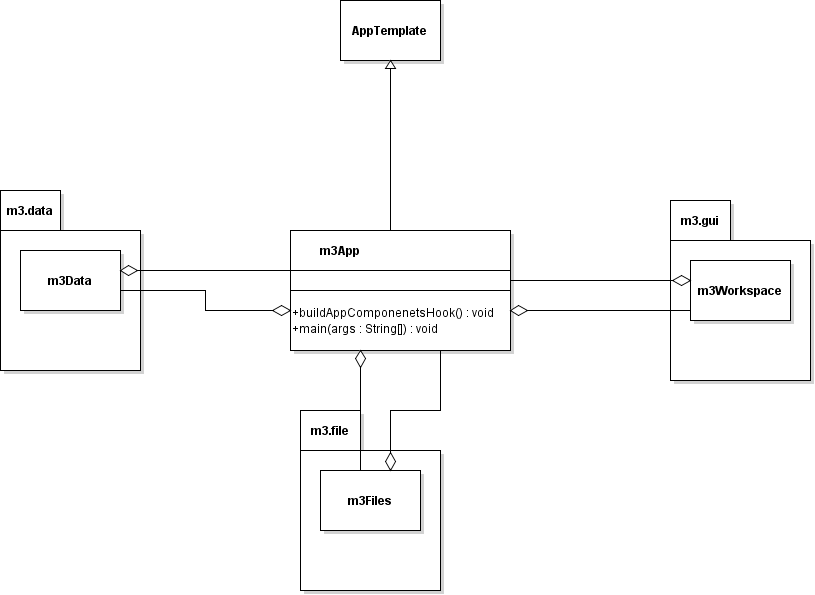 AppTemplate
m3.data
m3.gui
m3App
m3Data
m3Workspace
+buildAppComponenetsHook() : void
+main(args : String[]) : void
m3.file
m3Files